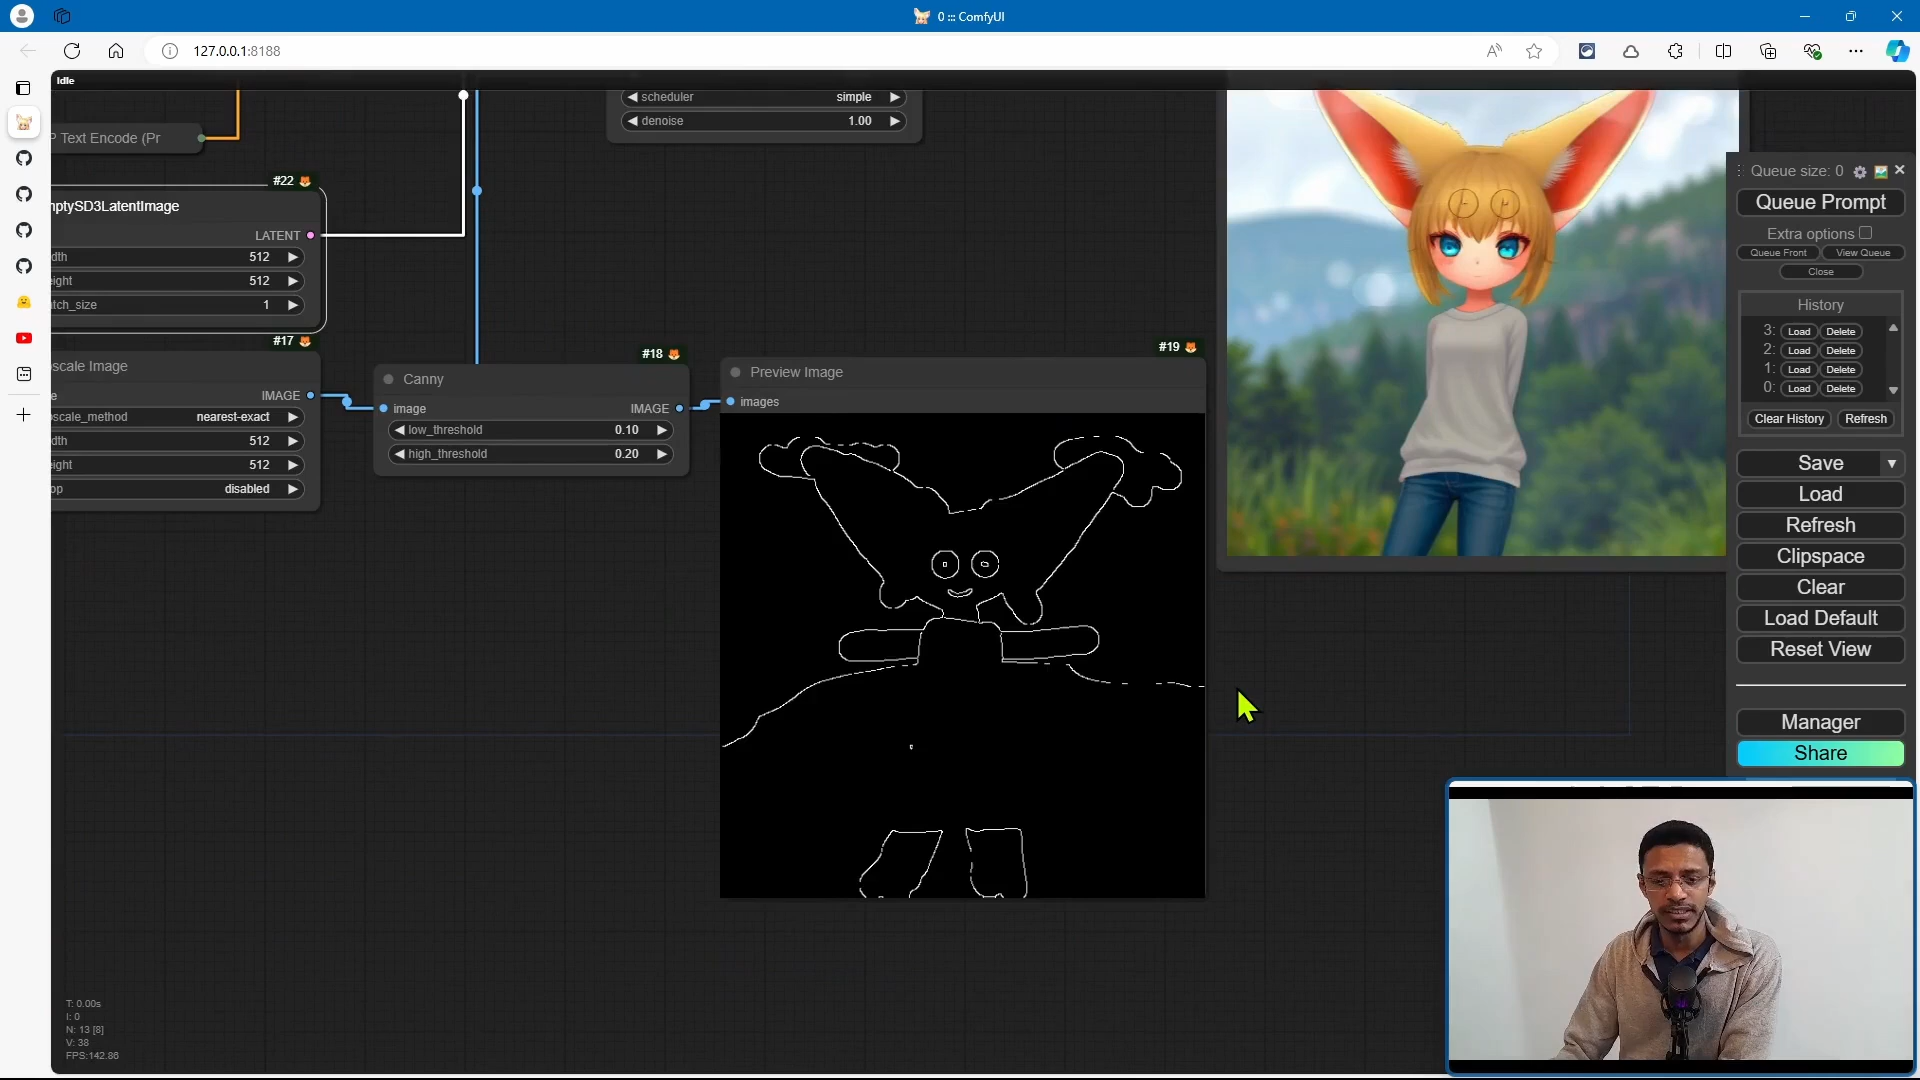 0 ::: ComfyUI
127.0.0.1:8188
Idle
scheduler simple
denoise 1.00
P Text Encode (Pr
#22
nptySD3LatentImage
LATENT
dth 512
eight 512
tch_size 1
#17
scale Image
IMAGE
e
oscale_method nearest-exact
dth 512
eight 512
op disabled
#18
Canny
image IMAGE
low_threshold 0.10
high_threshold 0.20
#19
Preview Image
images
Queue size: 0
Queue Prompt
Extra options
Queue Front View Queue
Close
History
3: Load Delete
2: Load Delete
1: Load Delete
0: Load Delete
Clear History Refresh
Save
Load
Refresh
Clipspace
Clear
Load Default
Reset View
Manager
Share
T: 0.00s
I: 0
N: 13 [8]
V: 38
FPS:142.86